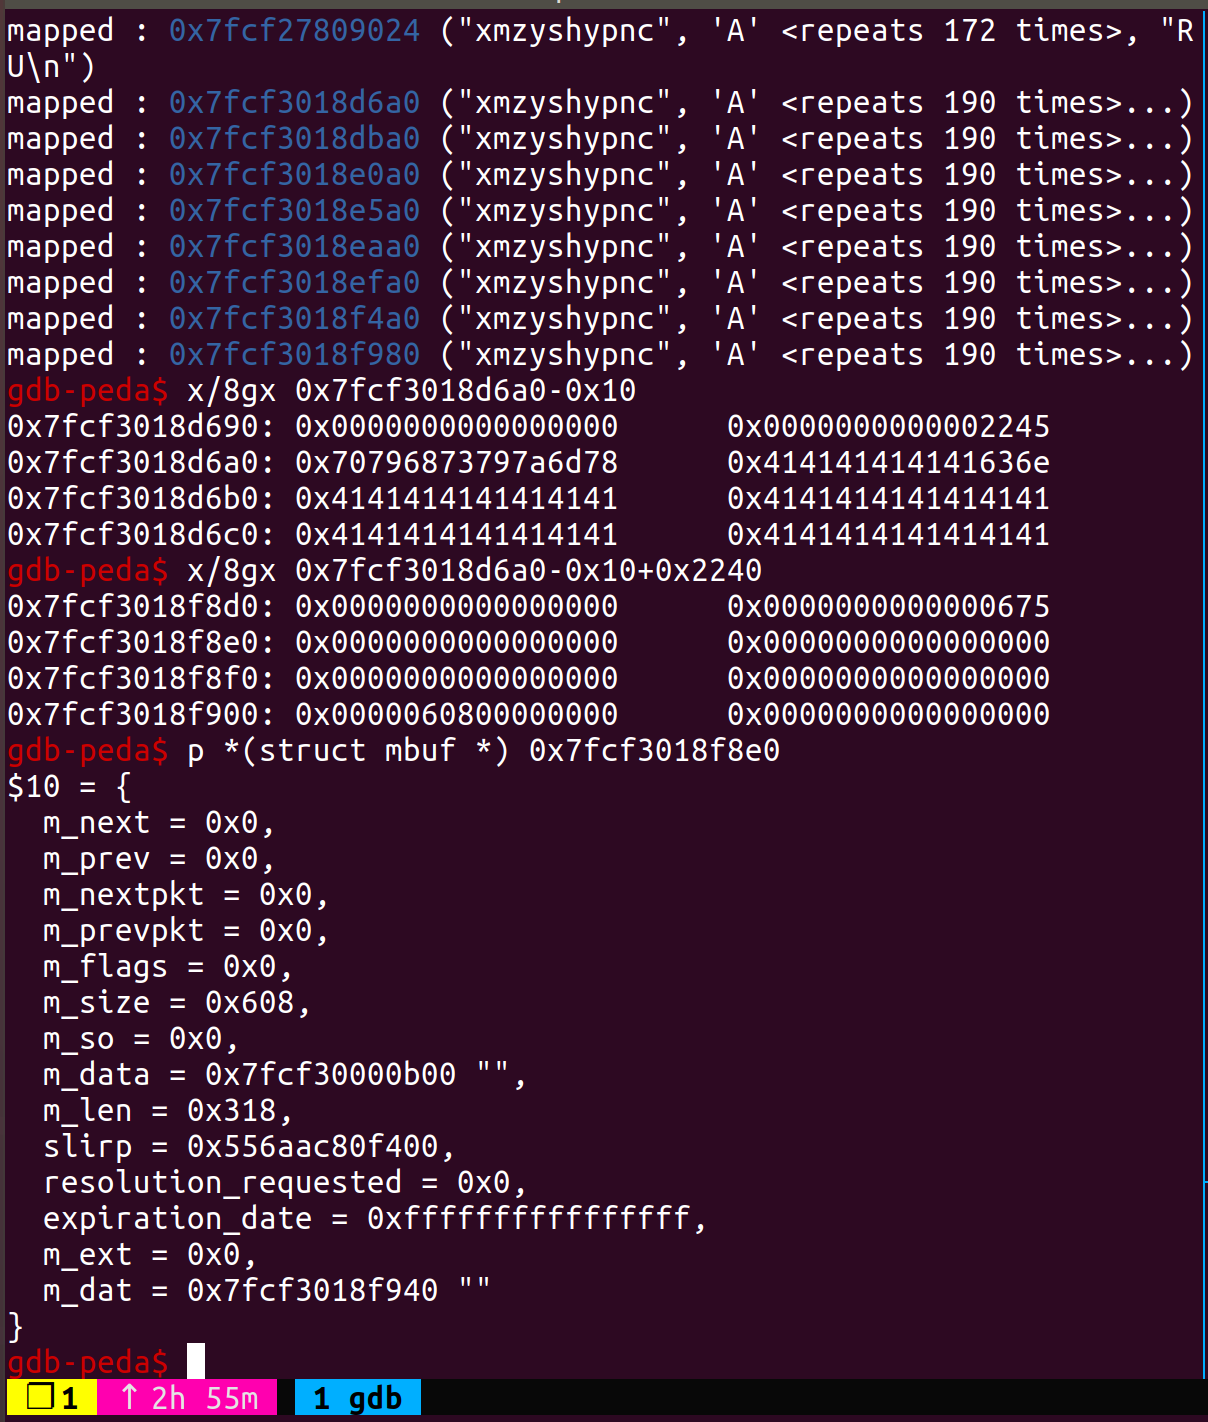 mapped : 0x7fcf27809024 ("xmzyshypnc", 'A' <repeats 172 times>, "R
U\n")
mapped : 0x7fcf3018d6a0 ("xmzyshypnc", 'A' <repeats 190 times>...)
mapped : 0x7fcf3018dba0 ("xmzyshypnc", 'A' <repeats 190 times>...)
mapped : 0x7fcf3018e0a0 ("xmzyshypnc", 'A' <repeats 190 times>...)
mapped : 0x7fcf3018e5a0 ("xmzyshypnc", 'A' <repeats 190 times>...)
mapped : 0x7fcf3018eaa0 ("xmzyshypnc", 'A' <repeats 190 times>...)
mapped : 0x7fcf3018efa0 ("xmzyshypnc", 'A' <repeats 190 times>...)
mapped : 0x7fcf3018f4a0 ("xmzyshypnc", 'A' <repeats 190 times>...)
mapped : 0x7fcf3018f980 ("xmzyshypnc", 'A' <repeats 190 times>...)
gdb-peda$ x/8gx 0x7fcf3018d6a0-0x10
0x7fcf3018d690: 0x0000000000000000      0x0000000000002245
0x7fcf3018d6a0: 0x70796873797a6d78      0x414141414141636e
0x7fcf3018d6b0: 0x4141414141414141      0x4141414141414141
0x7fcf3018d6c0: 0x4141414141414141      0x4141414141414141
gdb-peda$ x/8gx 0x7fcf3018d6a0-0x10+0x2240
0x7fcf3018f8d0: 0x0000000000000000      0x0000000000000675
0x7fcf3018f8e0: 0x0000000000000000      0x0000000000000000
0x7fcf3018f8f0: 0x0000000000000000      0x0000000000000000
0x7fcf3018f900: 0x0000060800000000      0x0000000000000000
gdb-peda$ p *(struct mbuf *) 0x7fcf3018f8e0
$10 = {
  m_next = 0x0,
  m_prev = 0x0,
  m_nextpkt = 0x0,
  m_prevpkt = 0x0,
  m_flags = 0x0,
  m_size = 0x608,
  m_so = 0x0,
  m_data = 0x7fcf30000b00 "",
  m_len = 0x318,
  slirp = 0x556aac80f400,
  resolution_requested = 0x0,
  expiration_date = 0xffffffffffffffff,
  m_ext = 0x0,
  m_dat = 0x7fcf3018f940 ""
}
gdb-peda$
❐ 1 ↑ 2h 55m 1 gdb